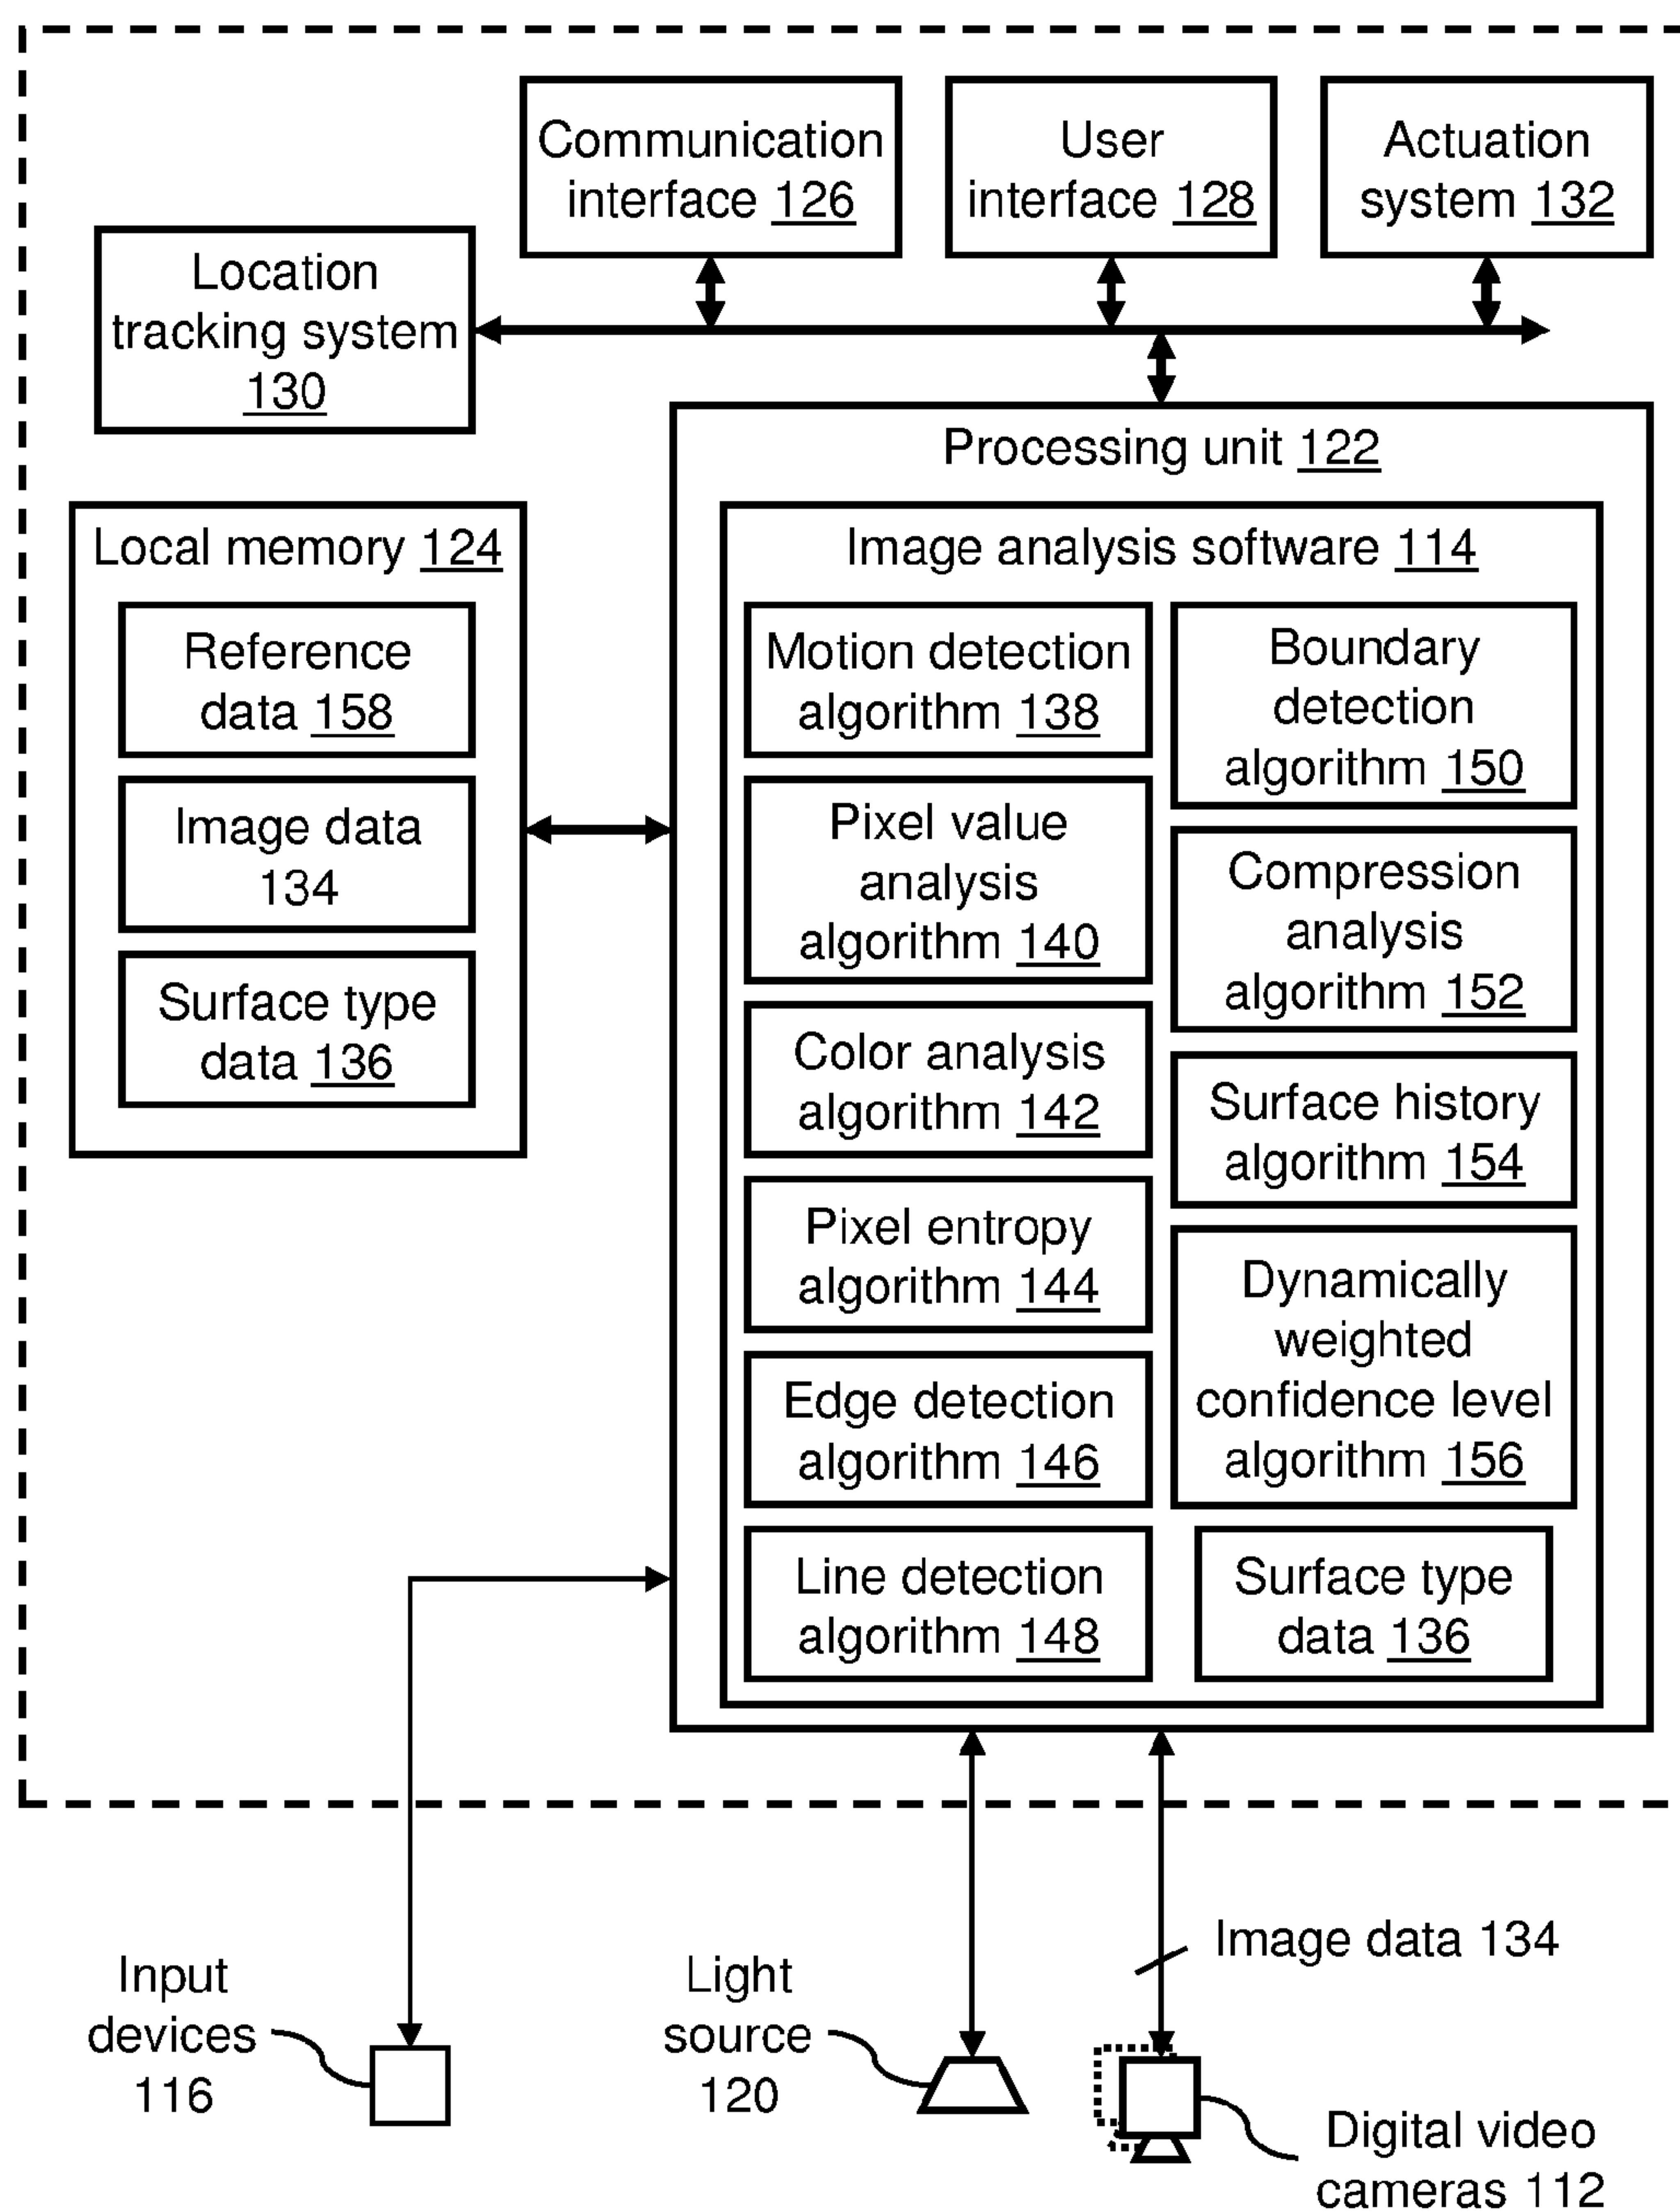 Communication
interface 126
User
interface 128
Actuation
system 132
Location
tracking system
130
Processing unit 122
Local memory 124
Reference
data 158
Image data
134
Surface type
data 136
Image analysis software 114
Motion detection
algorithm 138
Pixel value
analysis
algorithm 140
Color analysis
algorithm 142
Pixel entropy
algorithm 144
Edge detection
algorithm 146
Line detection
algorithm 148
Boundary
detection
algorithm 150
Compression
analysis
algorithm 152
Surface history
algorithm 154
Dynamically
weighted
confidence level
algorithm 156
Surface type
data 136
Input
devices
116
Light
source
120
Image data 134
Digital video
cameras 112